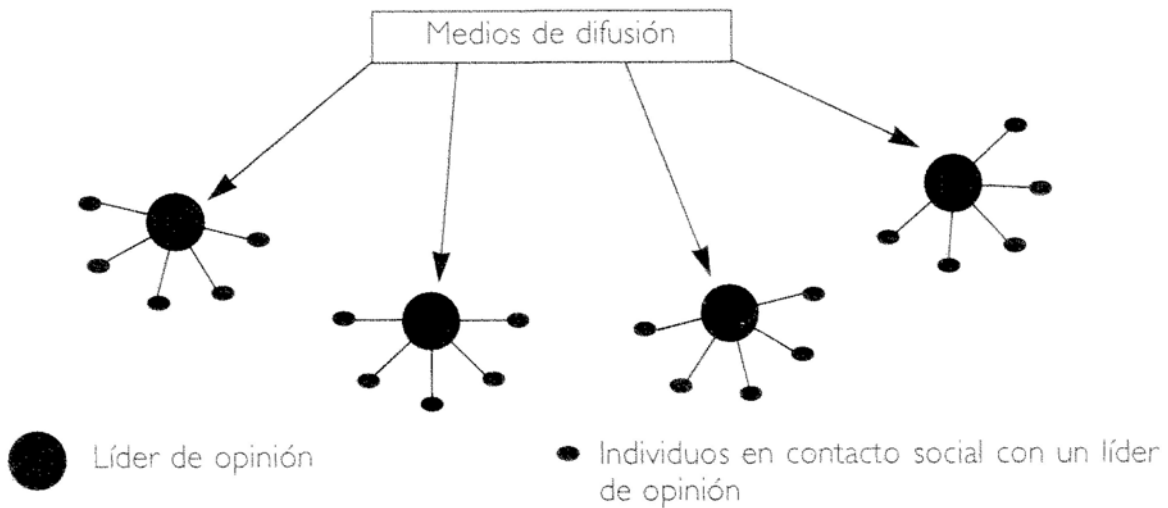 Medios de difusión
Líder de opinión
Individuos en contacto social con un líder
de opinión